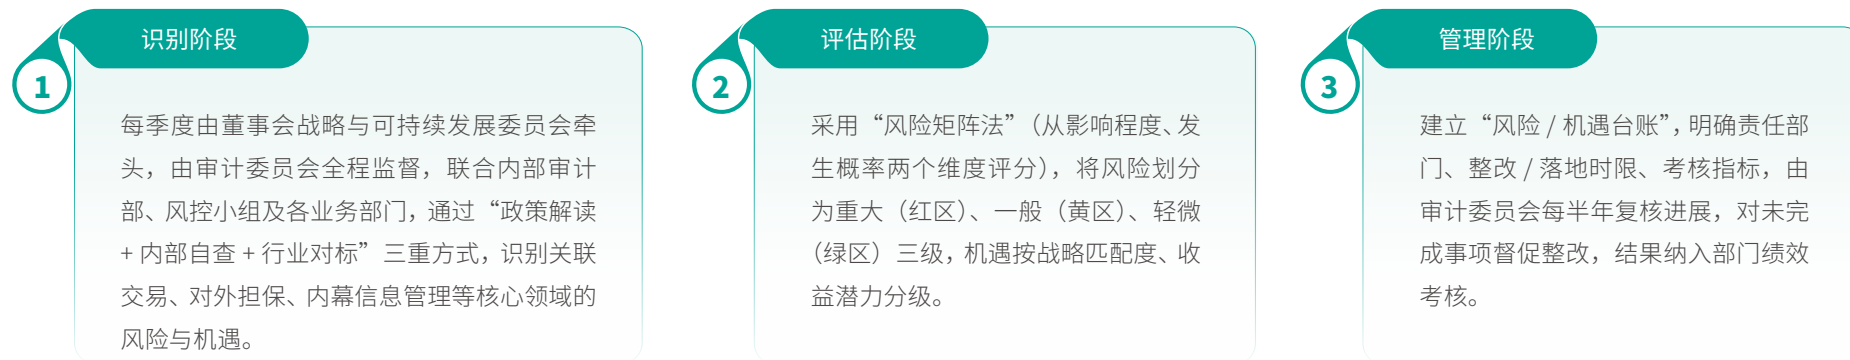 1
识别阶段
每季度由董事会战略与可持续发展委员会牵
头，由审计委员会全程监督，联合内部审计
部、风控小组及各业务部门，通过“政策解读
+ 内部自查 + 行业对标”三重方式，识别关联
交易、对外担保、内幕信息管理等核心领域的
风险与机遇。
2
评估阶段
采用“风险矩阵法”（从影响程度、发
生概率两个维度评分），将风险划分
为重大（红区）、一般（黄区）、轻微
（绿区）三级，机遇按战略匹配度、收
益潜力分级。
3
管理阶段
建立“风险 / 机遇台账”，明确责任部
门、整改 / 落地时限、考核指标，由
审计委员会每半年复核进展，对未完
成事项督促整改，结果纳入部门绩效
考核。